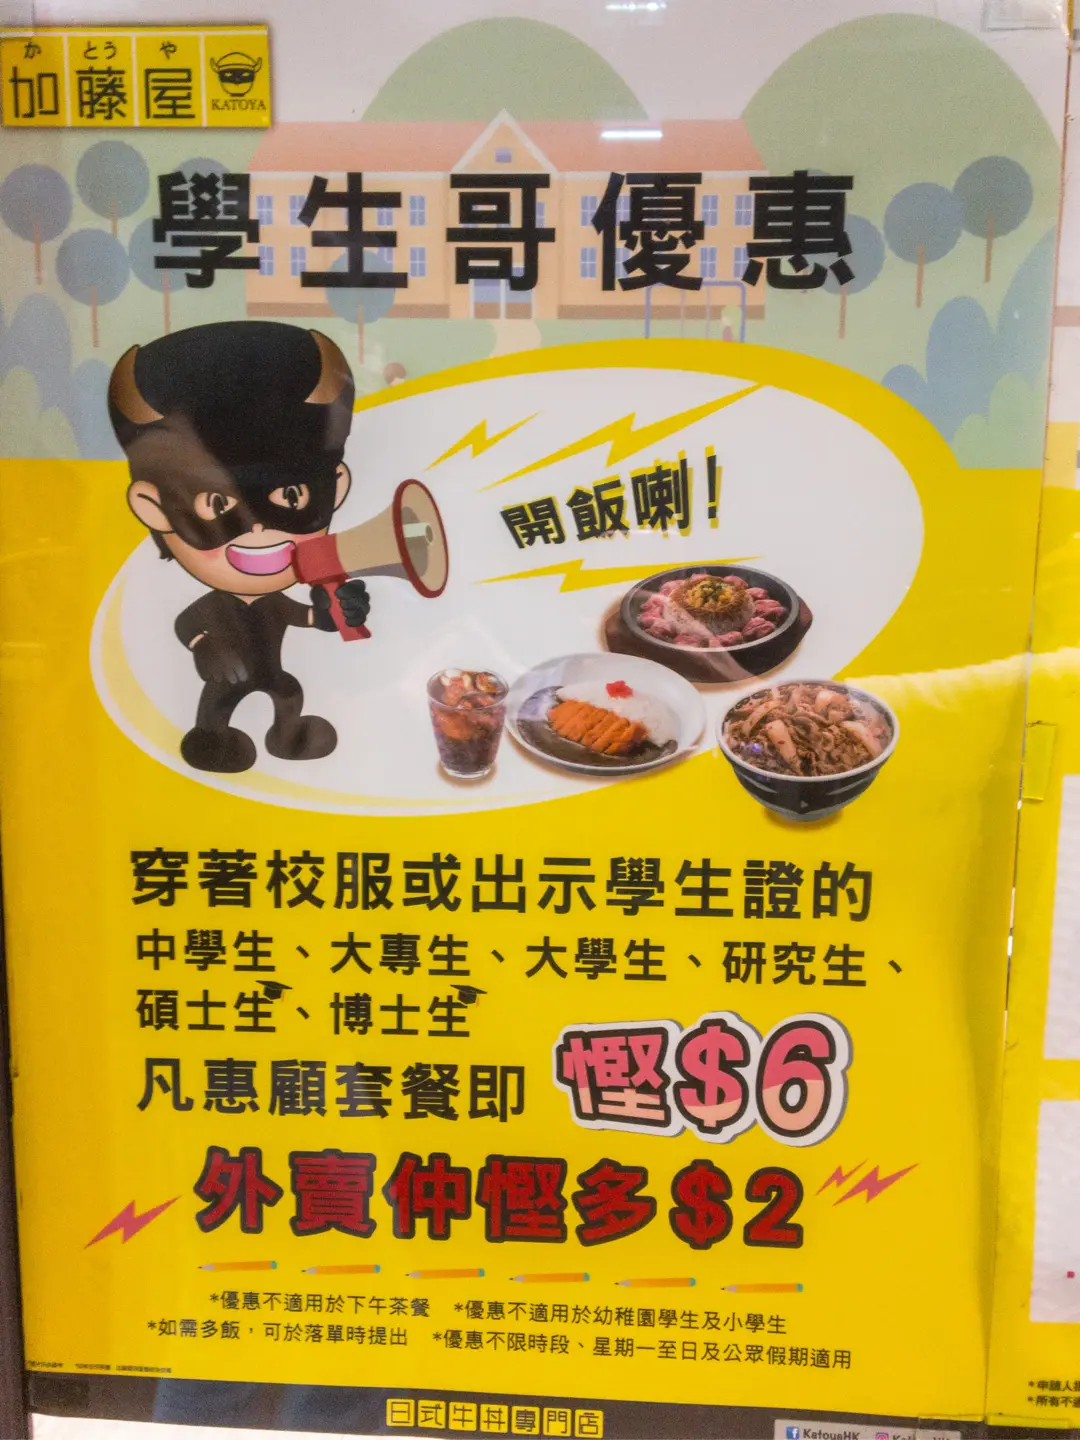 か とう や
加藤屋
KATOYA
學生哥優惠
開飯喇！
穿著校服或出示學生證的
中學生、大專生、大學生、研究生、
碩士生、博士生
凡惠顧套餐即 慳$6
外賣仲慳多$2
*優惠不適用於下午茶餐 *優惠不適用於幼稚園學生及小學生
*如需多飯，可於落單時提出 *優惠不限時段、星期一至日及公眾假期適用
日式牛丼專門店
KatoyaHK
*申請人
*所有不